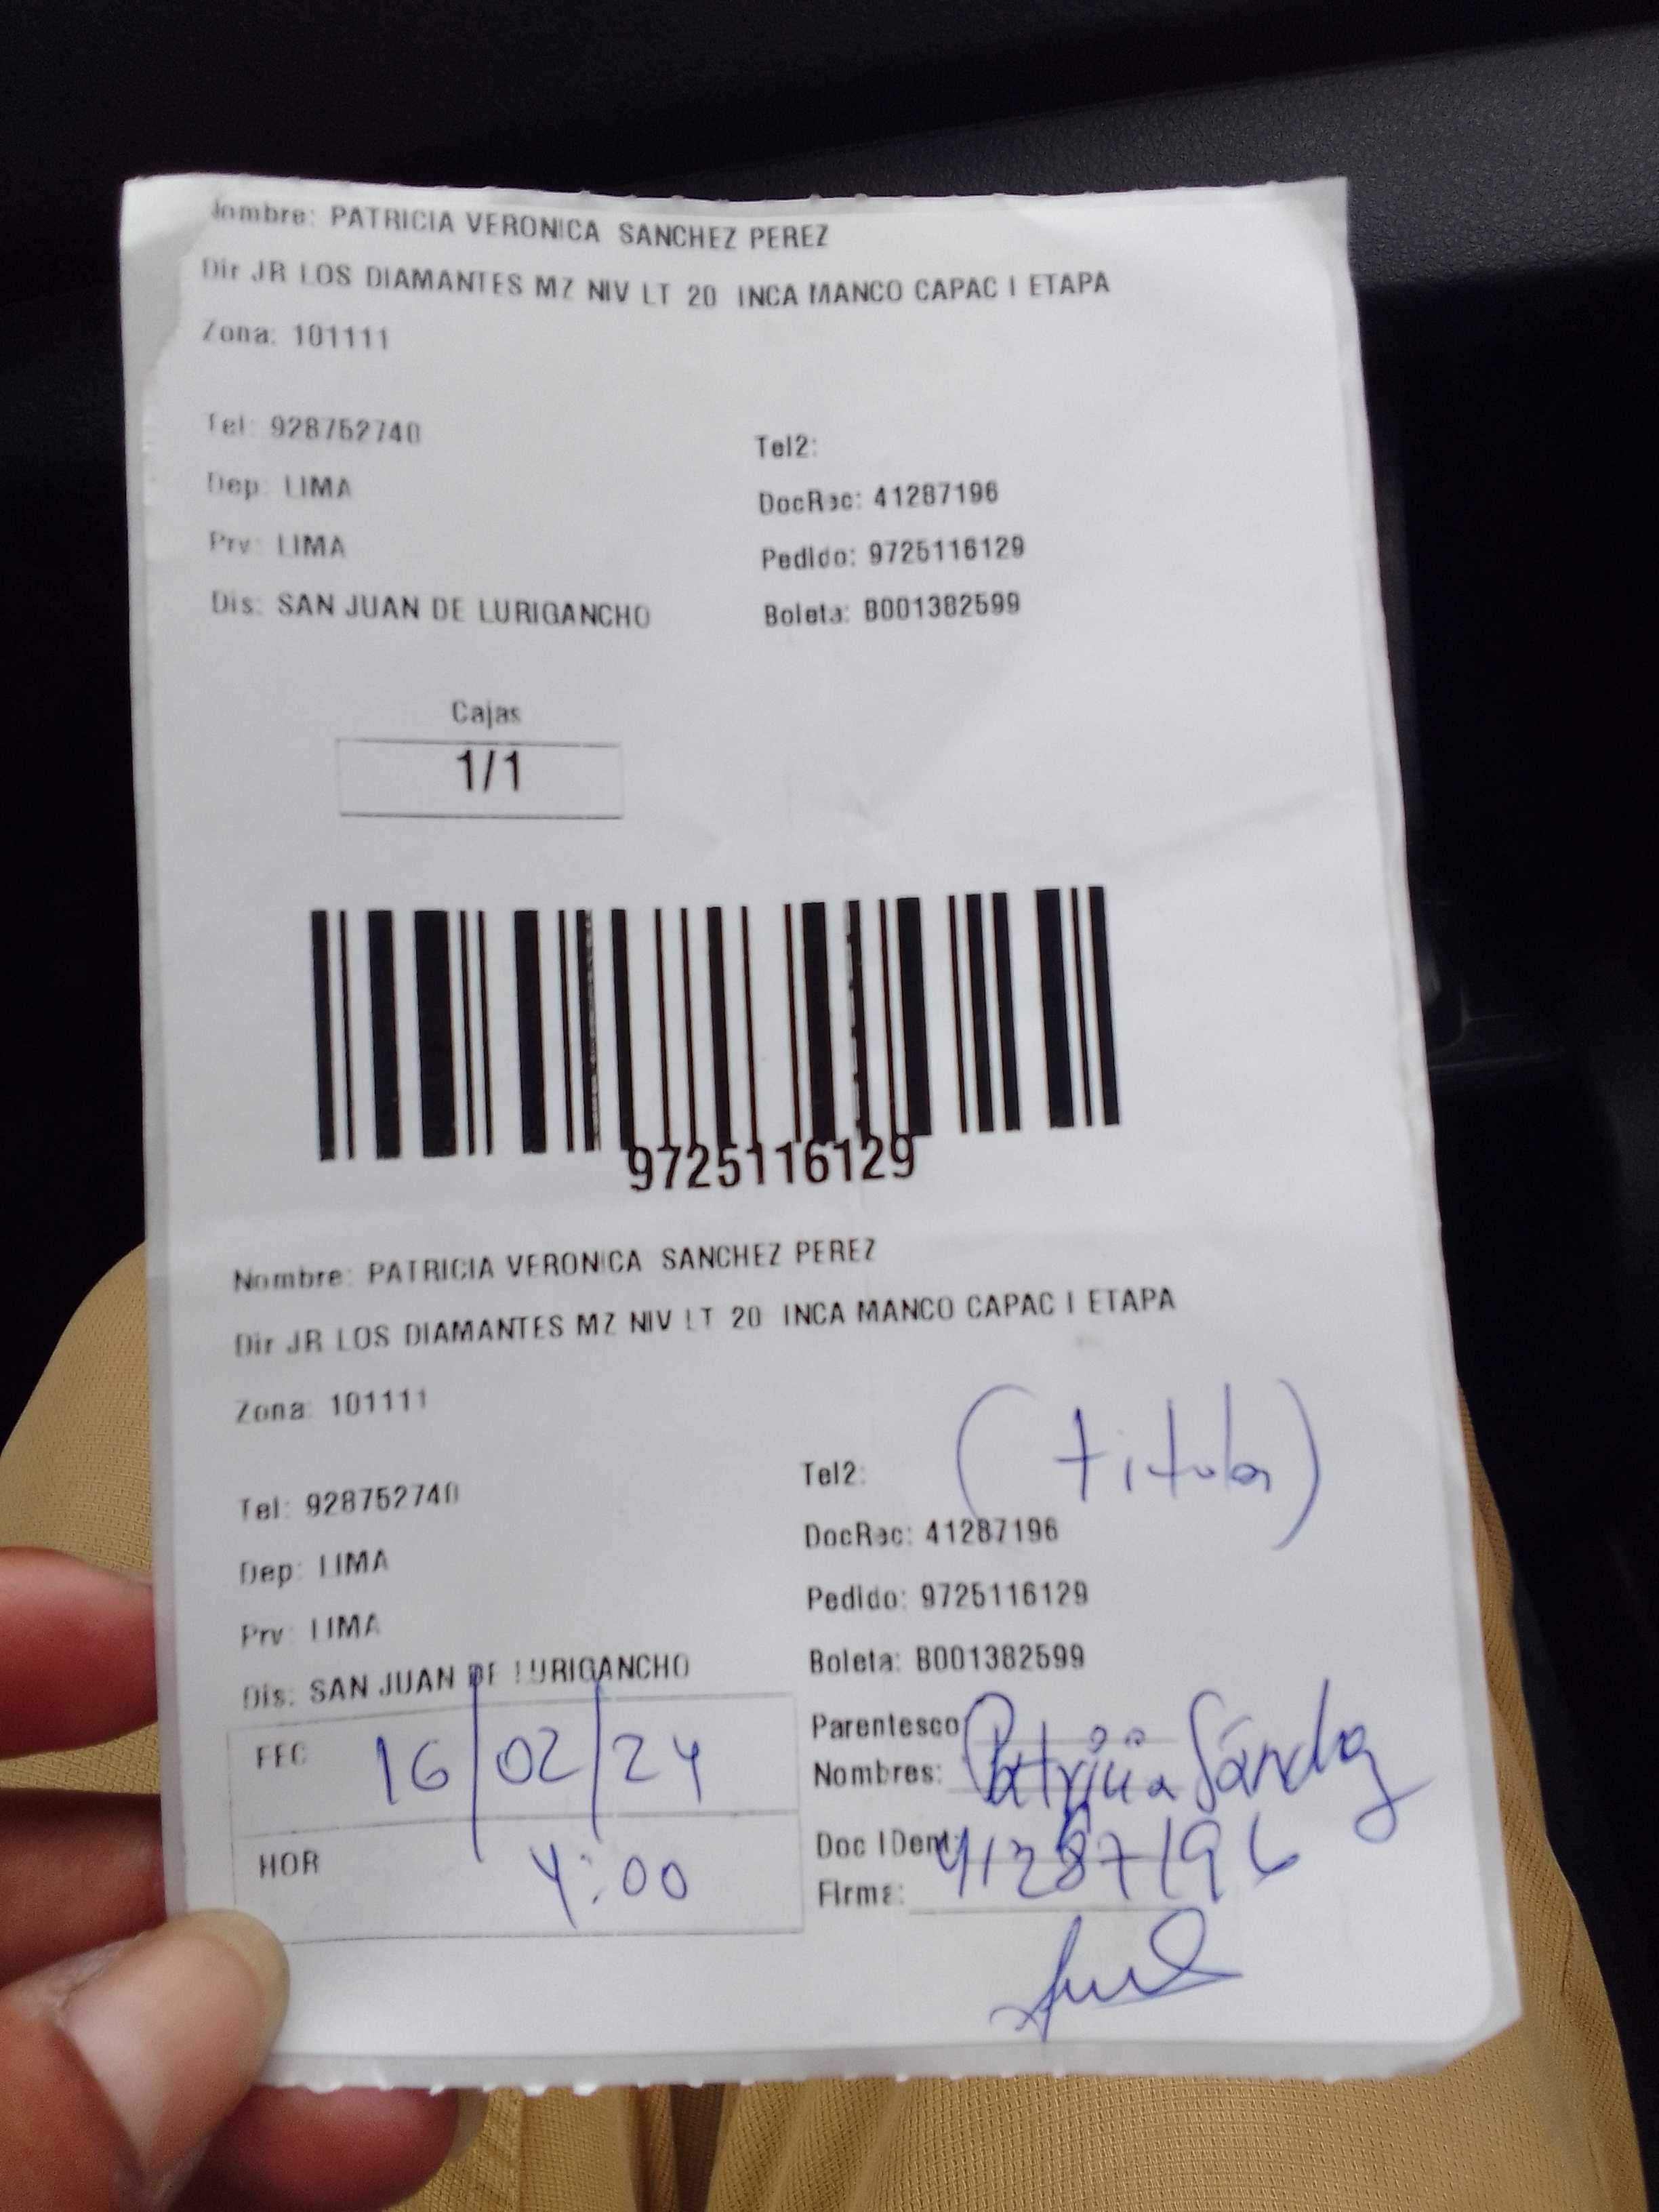 Nombre: PATRICIA VERONICA SANCHEZ PEREZ
Dir JR LOS DIAMANTES MZ NIV LT 20 INCA MANCO CAPAC I ETAPA
Zona: 101111
Tel: 928752740
Tel2:
Dep: LIMA
DocRec: 41287196
Prv: LIMA
Pedido: 9725116129
Dis: SAN JUAN DE LURIGANCHO
Boleta: B001382599
Cajas
1/1
9725116129
Nombre: PATRICIA VERONICA SANCHEZ PEREZ
Dir JR LOS DIAMANTES MZ NIV LT 20 INCA MANCO CAPAC I ETAPA
Zona: 101111
(titular)
Tel: 928752740
Tel2:
Dep: LIMA
DocRec: 41287196
Prv: LIMA
Pedido: 9725116129
Dis: SAN JUAN DE LURIGANCHO
Boleta: B001382599
FEC 16/02/24
Parentesco
Nombres: Patricia Sánchez
HOR 4:00
Doc IDent: 41287196
Firma: